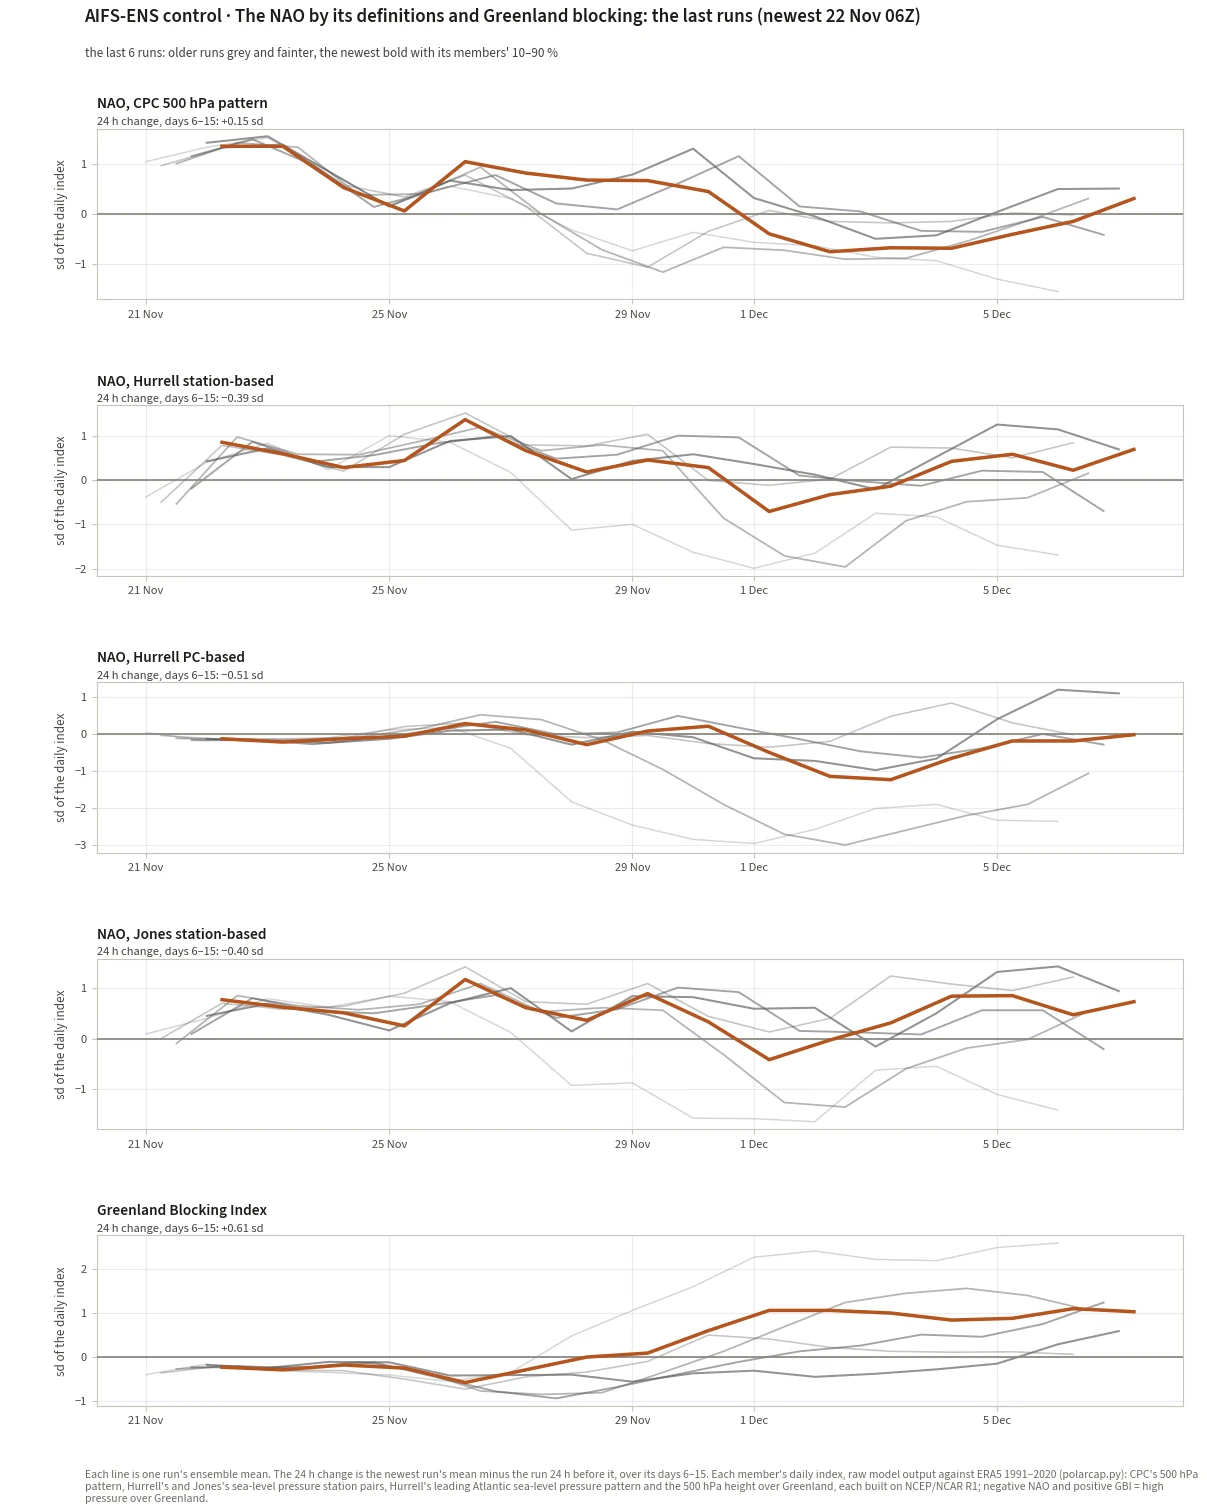 AIFS-ENS control · The NAO by its definitions and Greenland blocking: the last runs (newest 22 Nov 06Z)
the last 6 runs: older runs grey and fainter, the newest bold with its members' 10–90 %
NAO, CPC 500 hPa pattern
24 h change, days 6–15: +0.15 sd
sd of the daily index
1
0
−1
21 Nov
25 Nov
29 Nov
1 Dec
5 Dec
NAO, Hurrell station-based
24 h change, days 6–15: −0.39 sd
sd of the daily index
1
0
−1
−2
21 Nov
25 Nov
29 Nov
1 Dec
5 Dec
NAO, Hurrell PC-based
24 h change, days 6–15: −0.51 sd
sd of the daily index
1
0
−1
−2
−3
21 Nov
25 Nov
29 Nov
1 Dec
5 Dec
NAO, Jones station-based
24 h change, days 6–15: −0.40 sd
sd of the daily index
1
0
−1
21 Nov
25 Nov
29 Nov
1 Dec
5 Dec
Greenland Blocking Index
24 h change, days 6–15: +0.61 sd
sd of the daily index
2
1
0
−1
21 Nov
25 Nov
29 Nov
1 Dec
5 Dec
Each line is one run's ensemble mean. The 24 h change is the newest run's mean minus the run 24 h before it, over its days 6–15. Each member's daily index, raw model output against ERA5 1991–2020 (polarcap.py): CPC's 500 hPa
pattern, Hurrell's and Jones's sea-level pressure station pairs, Hurrell's leading Atlantic sea-level pressure pattern and the 500 hPa height over Greenland, each built on NCEP/NCAR R1; negative NAO and positive GBI = high
pressure over Greenland.